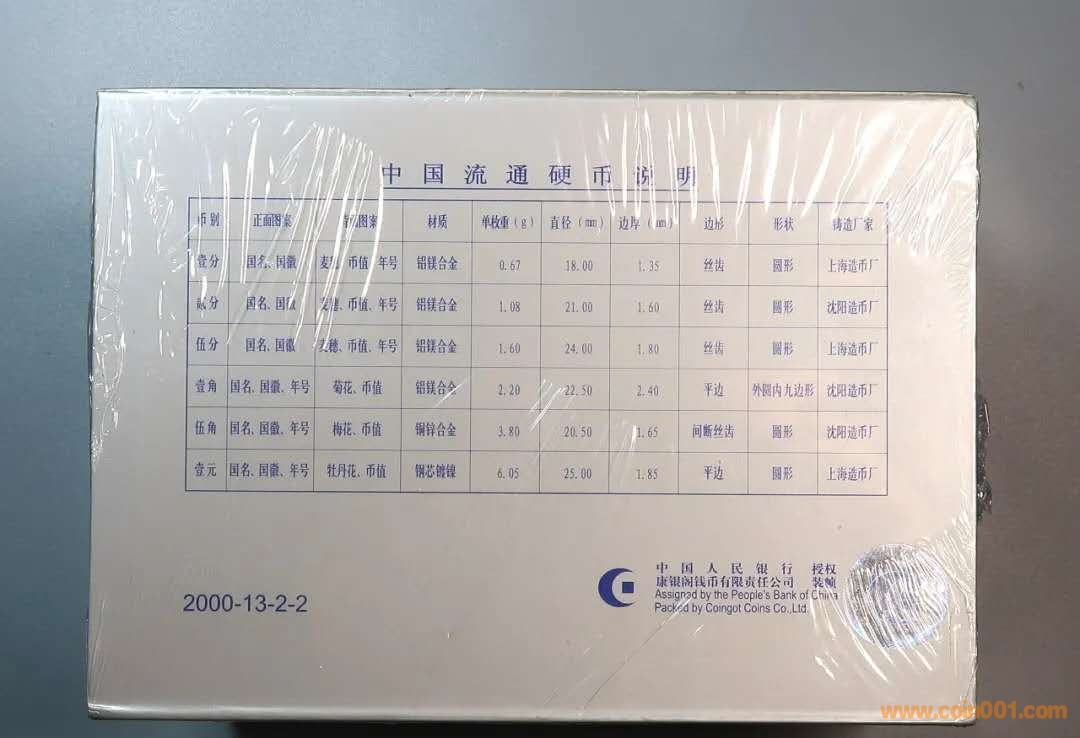 中国流通硬币说明
币别 正面图案 背面图案 材质 单枚重(g) 直径(mm) 边厚(mm) 边形 形状 铸造厂家
壹分 国名、国徽 麦穗、币值、年号 铝镁合金 0.67 18.00 1.35 丝齿 圆形 上海造币厂
贰分 国名、国徽 麦穗、币值、年号 铝镁合金 1.08 21.00 1.60 丝齿 圆形 沈阳造币厂
伍分 国名、国徽 麦穗、币值、年号 铝镁合金 1.60 24.00 1.80 丝齿 圆形 上海造币厂
壹角 国名、国徽、年号 菊花、币值 铝镁合金 2.20 22.50 2.40 平边 外圆内九边形 沈阳造币厂
伍角 国名、国徽、年号 梅花、币值 铜锌合金 3.80 20.50 1.65 间断丝齿 圆形 沈阳造币厂
壹元 国名、国徽、年号 牡丹花、币值 钢芯镀镍 6.05 25.00 1.85 平边 圆形 上海造币厂
中国人民银行 授权
康银阁钱币有限责任公司 装帧
Assigned by the People's Bank of China
Packed by Coingot Coins Co.,Ltd.
2000-13-2-2
www.coin001.com